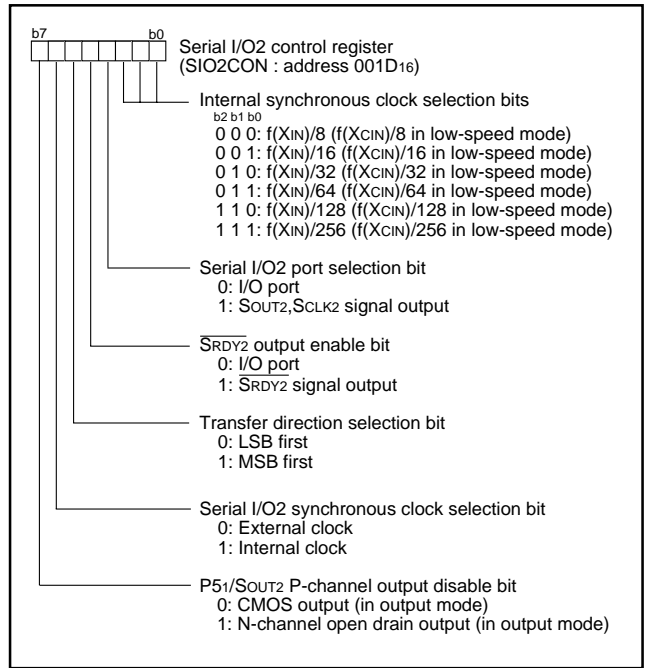 b7 b0
Serial I/O2 control register
(SIO2CON : address 001D16)
Internal synchronous clock selection bits
b2 b1 b0
0 0 0: f(XIN)/8 (f(XCIN)/8 in low-speed mode)
0 0 1: f(XIN)/16 (f(XCIN)/16 in low-speed mode)
0 1 0: f(XIN)/32 (f(XCIN)/32 in low-speed mode)
0 1 1: f(XIN)/64 (f(XCIN)/64 in low-speed mode)
1 1 0: f(XIN)/128 (f(XCIN)/128 in low-speed mode)
1 1 1: f(XIN)/256 (f(XCIN)/256 in low-speed mode)
Serial I/O2 port selection bit
0: I/O port
1: SOUT2,SCLK2 signal output
SRDY2 output enable bit
0: I/O port
1: SRDY2 signal output
Transfer direction selection bit
0: LSB first
1: MSB first
Serial I/O2 synchronous clock selection bit
0: External clock
1: Internal clock
P51/SOUT2 P-channel output disable bit
0: CMOS output (in output mode)
1: N-channel open drain output (in output mode)